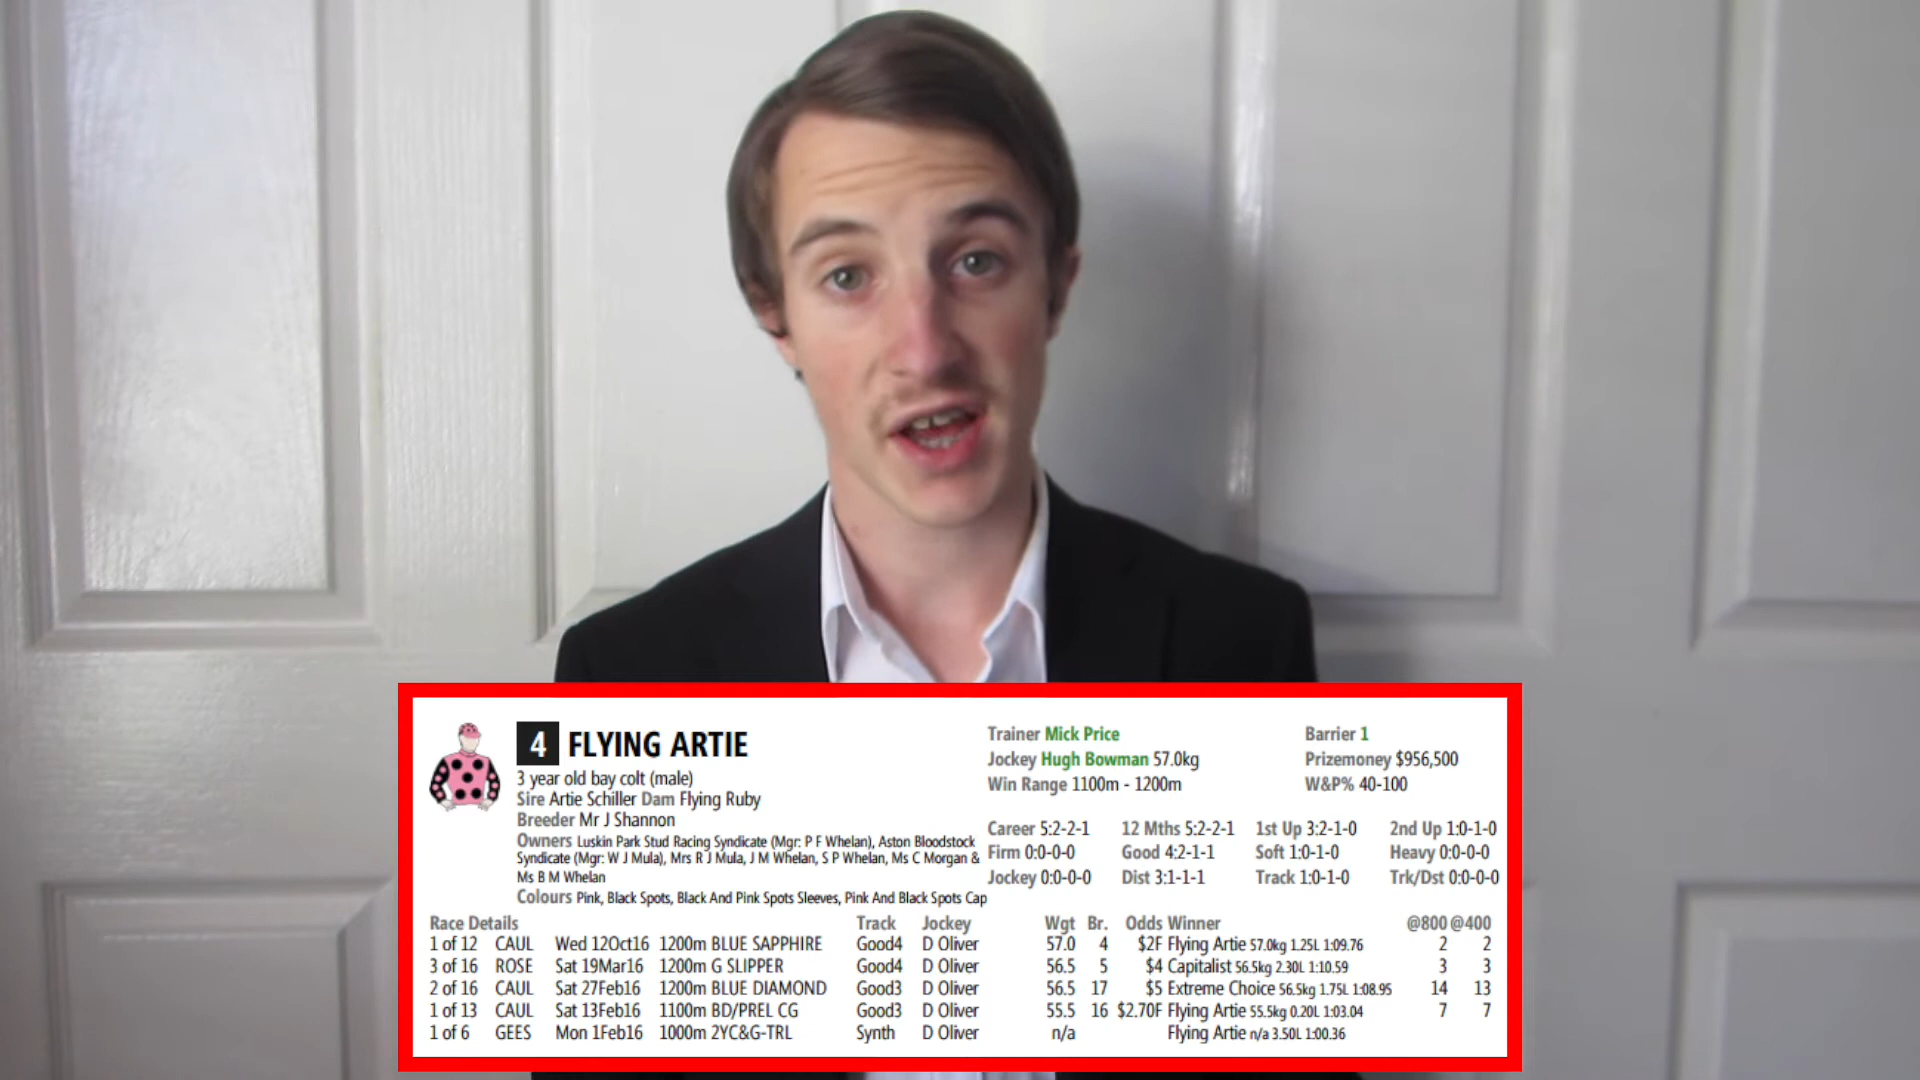 4 FLYING ARTIE
3 year old bay colt (male)
Sire Artie Schiller Dam Flying Ruby
Breeder Mr J Shannon
Owners Luskin Park Stud Racing Syndicate (Mgr: P F Whelan), Aston Bloodstock
Syndicate (Mgr: W J Mula), Mrs R J Mula, J M Whelan, S P Whelan, Ms C Morgan &
Ms B M Whelan
Colours Pink, Black Spots, Black And Pink Spots Sleeves, Pink And Black Spots Cap
Trainer Mick Price Barrier 1
Jockey Hugh Bowman 57.0kg Prizemoney $956,500
Win Range 1100m - 1200m W&P% 40-100
Career 5:2-2-1 12 Mths 5:2-2-1 1st Up 3:2-1-0 2nd Up 1:0-1-0
Firm 0:0-0-0 Good 4:2-1-1 Soft 1:0-1-0 Heavy 0:0-0-0
Jockey 0:0-0-0 Dist 3:1-1-1 Track 1:0-1-0 Trk/Dst 0:0-0-0
Race Details Track Jockey Wgt Br. Odds Winner @800 @400
1 of 12 CAUL Wed 12Oct16 1200m BLUE SAPPHIRE Good4 D Oliver 57.0 4 $2F Flying Artie 57.0kg 1.25L 1:09.76 2 2
3 of 16 ROSE Sat 19Mar16 1200m G SLIPPER Good4 D Oliver 56.5 5 $4 Capitalist 56.5kg 2.30L 1:10.59 3 3
2 of 16 CAUL Sat 27Feb16 1200m BLUE DIAMOND Good3 D Oliver 56.5 17 $5 Extreme Choice 56.5kg 1.75L 1:08.95 14 13
1 of 13 CAUL Sat 13Feb16 1100m BD/PREL CG Good3 D Oliver 55.5 16 $2.70F Flying Artie 55.5kg 0.20L 1:03.04 7 7
1 of 6 GEES Mon 1Feb16 1000m 2YC&G-TRL Synth D Oliver n/a Flying Artie n/a 3.50L 1:00.36